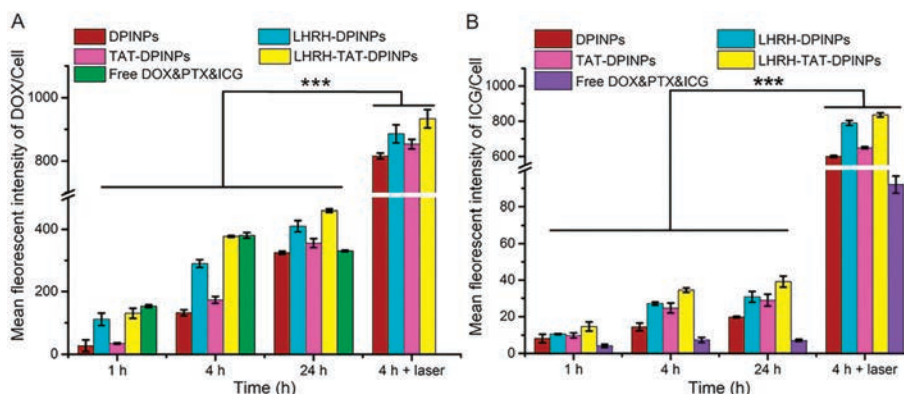 A
DPINPs LHRH-DPINPs
TAT-DPINPs LHRH-TAT-DPINPs
Free DOX&PTX&ICG
***
Mean fleorescent intensity of DOX/Cell
1000
800
400
200
0
1 h 4 h 24 h 4 h + laser
Time (h)
B
DPINPs LHRH-DPINPs
TAT-DPINPs LHRH-TAT-DPINPs
Free DOX&PTX&ICG
***
Mean fleorescent intensity of ICG/Cell
1000
800
600
80
60
40
20
0
1 h 4 h 24 h 4 h + laser
Time (h)